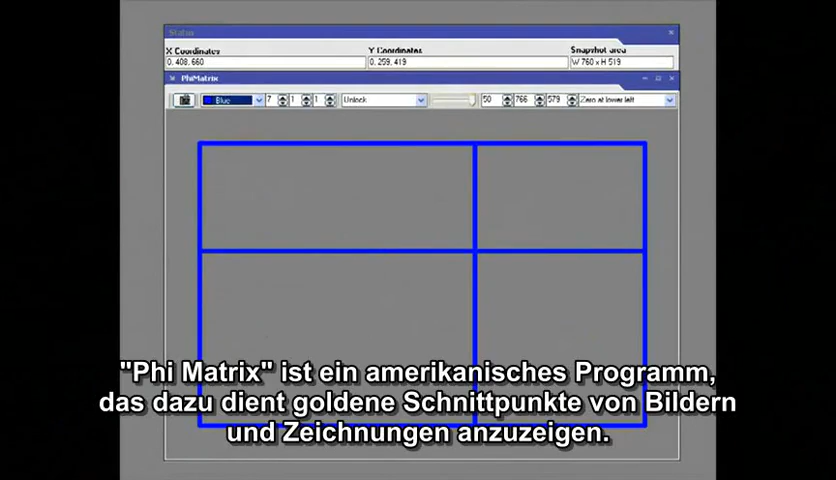 Status
X Coordinates
Y Coordinates
Snapshot area
0. 408. 660
0. 259. 419
W 760 x H 519
PhiMatrix
Blue
7
1
1
Unlock
50
766
579
Zero at lower left
"Phi Matrix" ist ein amerikanisches Programm,
das dazu dient goldene Schnittpunkte von Bildern
und Zeichnungen anzuzeigen.